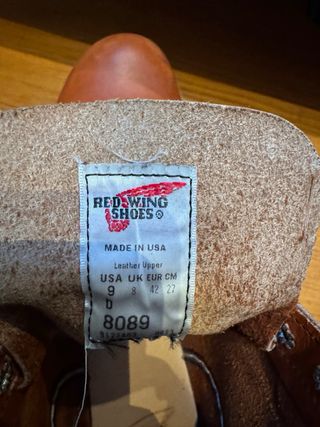 RED WING
SHOES®
MADE IN USA
Leather Upper
USA UK EUR CM
9 8 42 27
D
8089